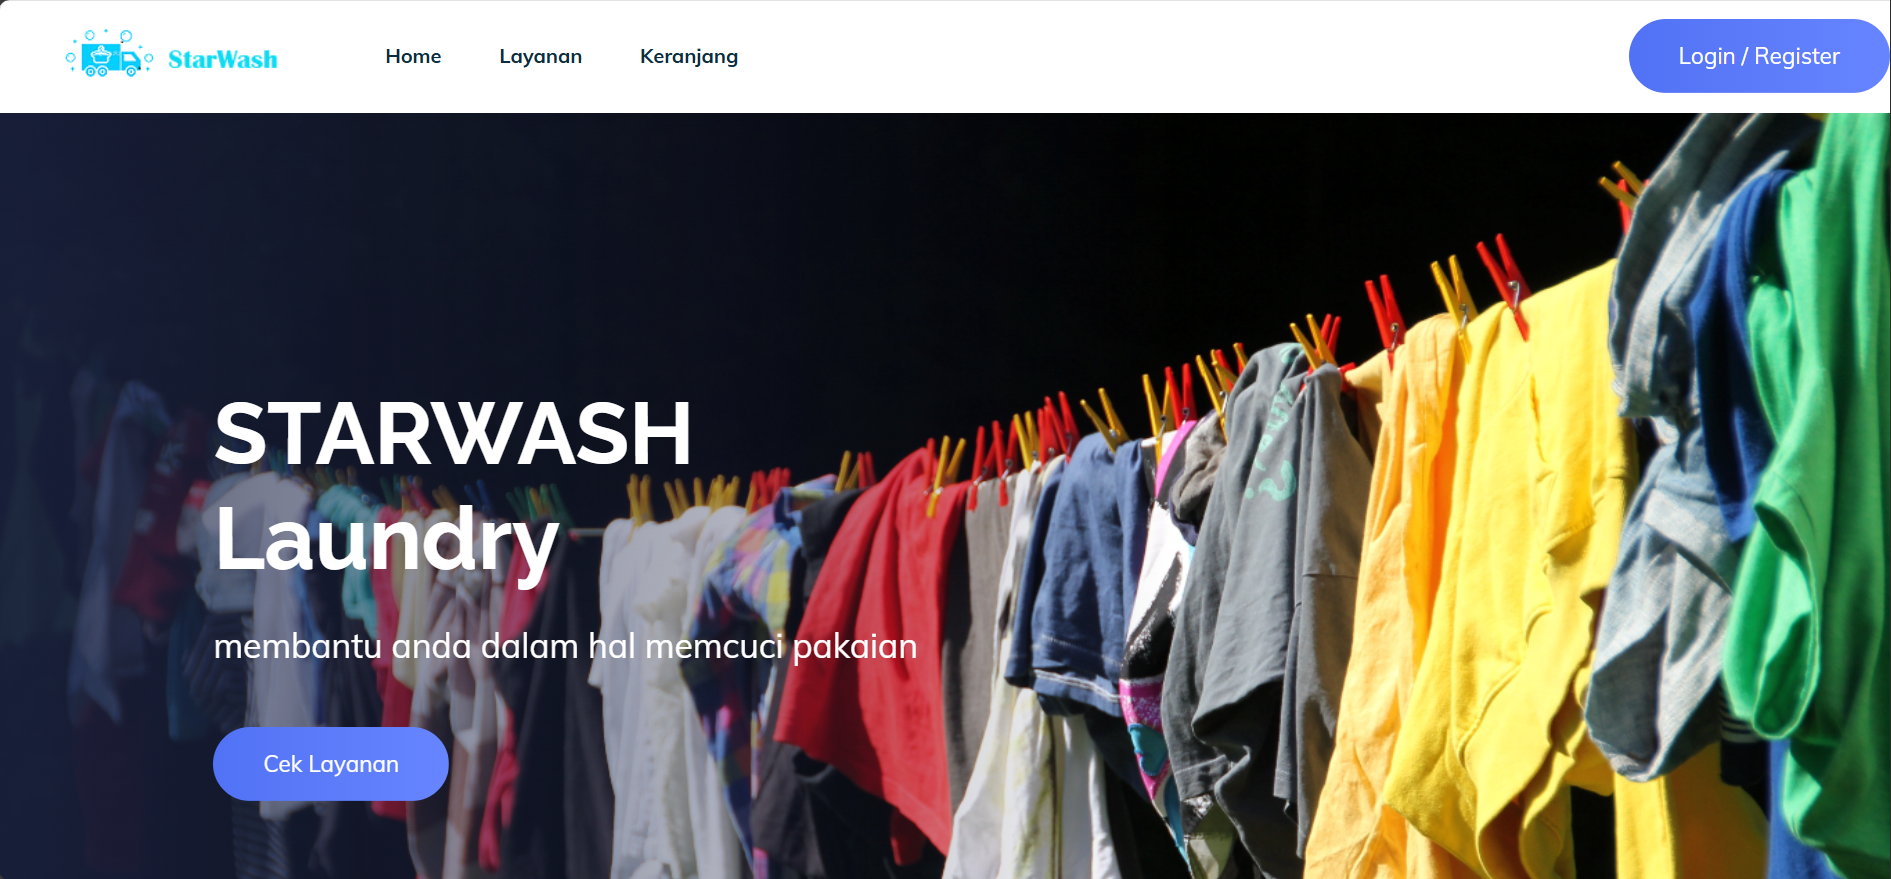 StarWash
Home
Layanan
Keranjang
Login / Register
STARWASH
Laundry
membantu anda dalam hal memcuci pakaian
Cek Layanan